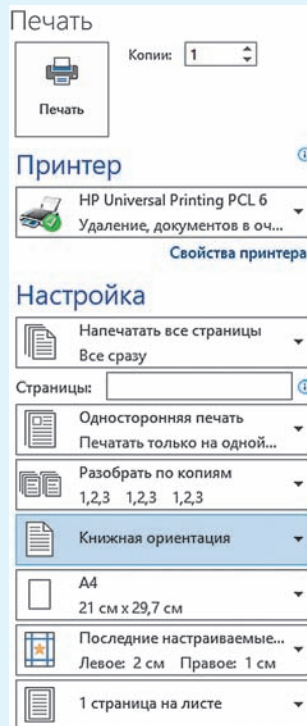 Печать
Копии: 1
Печать
Принтер
HP Universal Printing PCL 6
Удаление, документов в оч...
Свойства принтера
Настройка
Напечатать все страницы
Все сразу
Страницы:
Односторонняя печать
Печатать только на одной...
Разобрать по копиям
1,2,3 1,2,3 1,2,3
Книжная ориентация
А4
21 см x 29,7 см
Последние настраиваемые...
Левое: 2 см Правое: 1 см
1 страница на листе